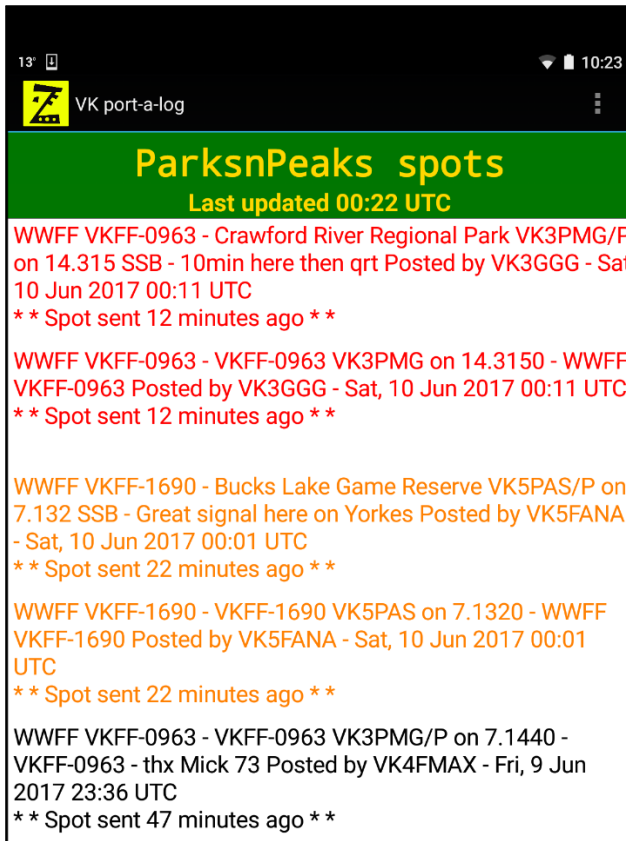 13°
10:23
VK port-a-log
ParksnPeaks spots
Last updated 00:22 UTC
WWFF VKFF-0963 - Crawford River Regional Park VK3PMG/P
on 14.315 SSB - 10min here then qrt Posted by VK3GGG - Sat
10 Jun 2017 00:11 UTC
* * Spot sent 12 minutes ago * *
WWFF VKFF-0963 - VKFF-0963 VK3PMG on 14.3150 - WWFF
VKFF-0963 Posted by VK3GGG - Sat, 10 Jun 2017 00:11 UTC
* * Spot sent 12 minutes ago * *
WWFF VKFF-1690 - Bucks Lake Game Reserve VK5PAS/P on
7.132 SSB - Great signal here on Yorkes Posted by VK5FANA
- Sat, 10 Jun 2017 00:01 UTC
* * Spot sent 22 minutes ago * *
WWFF VKFF-1690 - VKFF-1690 VK5PAS on 7.1320 - WWFF
VKFF-1690 Posted by VK5FANA - Sat, 10 Jun 2017 00:01
UTC
* * Spot sent 22 minutes ago * *
WWFF VKFF-0963 - VKFF-0963 VK3PMG/P on 7.1440 -
VKFF-0963 - thx Mick 73 Posted by VK4FMAX - Fri, 9 Jun
2017 23:36 UTC
* * Spot sent 47 minutes ago * *